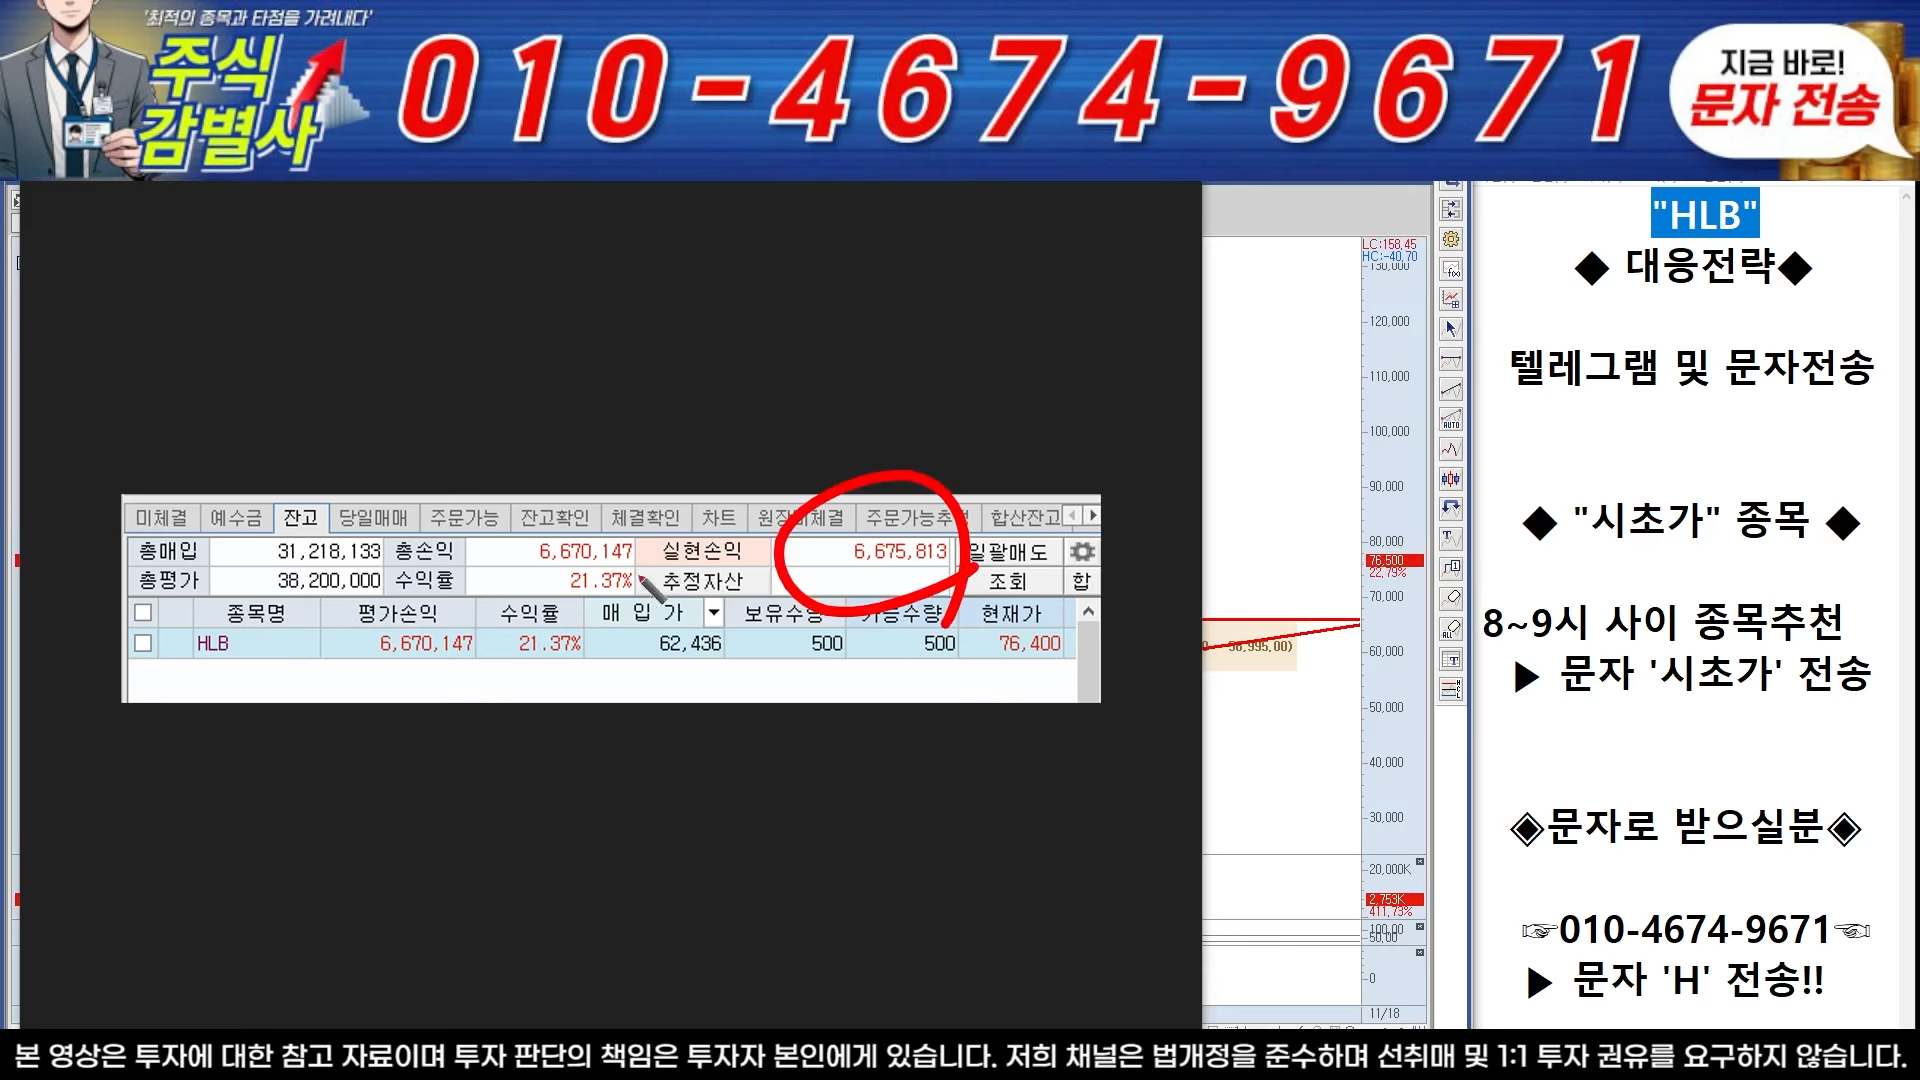 '최적의 종목과 타점을 가려내다'
주식
감별사
010-4674-9671
지금 바로!
문자 전송
"HLB"
◆ 대응전략◆
텔레그램 및 문자전송
◆ "시초가" 종목 ◆
8~9시 사이 종목추천
▶ 문자 '시초가' 전송
◈문자로 받으실분◈
☞010-4674-9671☜
▶ 문자 'H' 전송!!
미체결 예수금 잔고 당일매매 주문가능 잔고확인 체결확인 차트 주문가능추정 합산잔고
총매입 31,218,133 총손익 6,670,147 실현손익 6,675,813 일괄매도
총평가 38,200,000 수익률 21.37% 추정자산 조회 합
종목명 평가손익 수익률 매 입 가 보유수량 가능수량 현재가
HLB 6,670,147 21.37% 62,436 500 500 76,400
LC:158.45
HC:-40.70
130,000
120,000
110,000
100,000
90,000
80,000
76,500
22.79%
70,000
60,000
50,000
40,000
30,000
20,000K
2,753K
411.73%
100.00
50.00
0
11/18
본 영상은 투자에 대한 참고 자료이며 투자 판단의 책임은 투자자 본인에게 있습니다. 저희 채널은 법개정을 준수하며 선취매 및 1:1 투자 권유를 요구하지 않습니다.